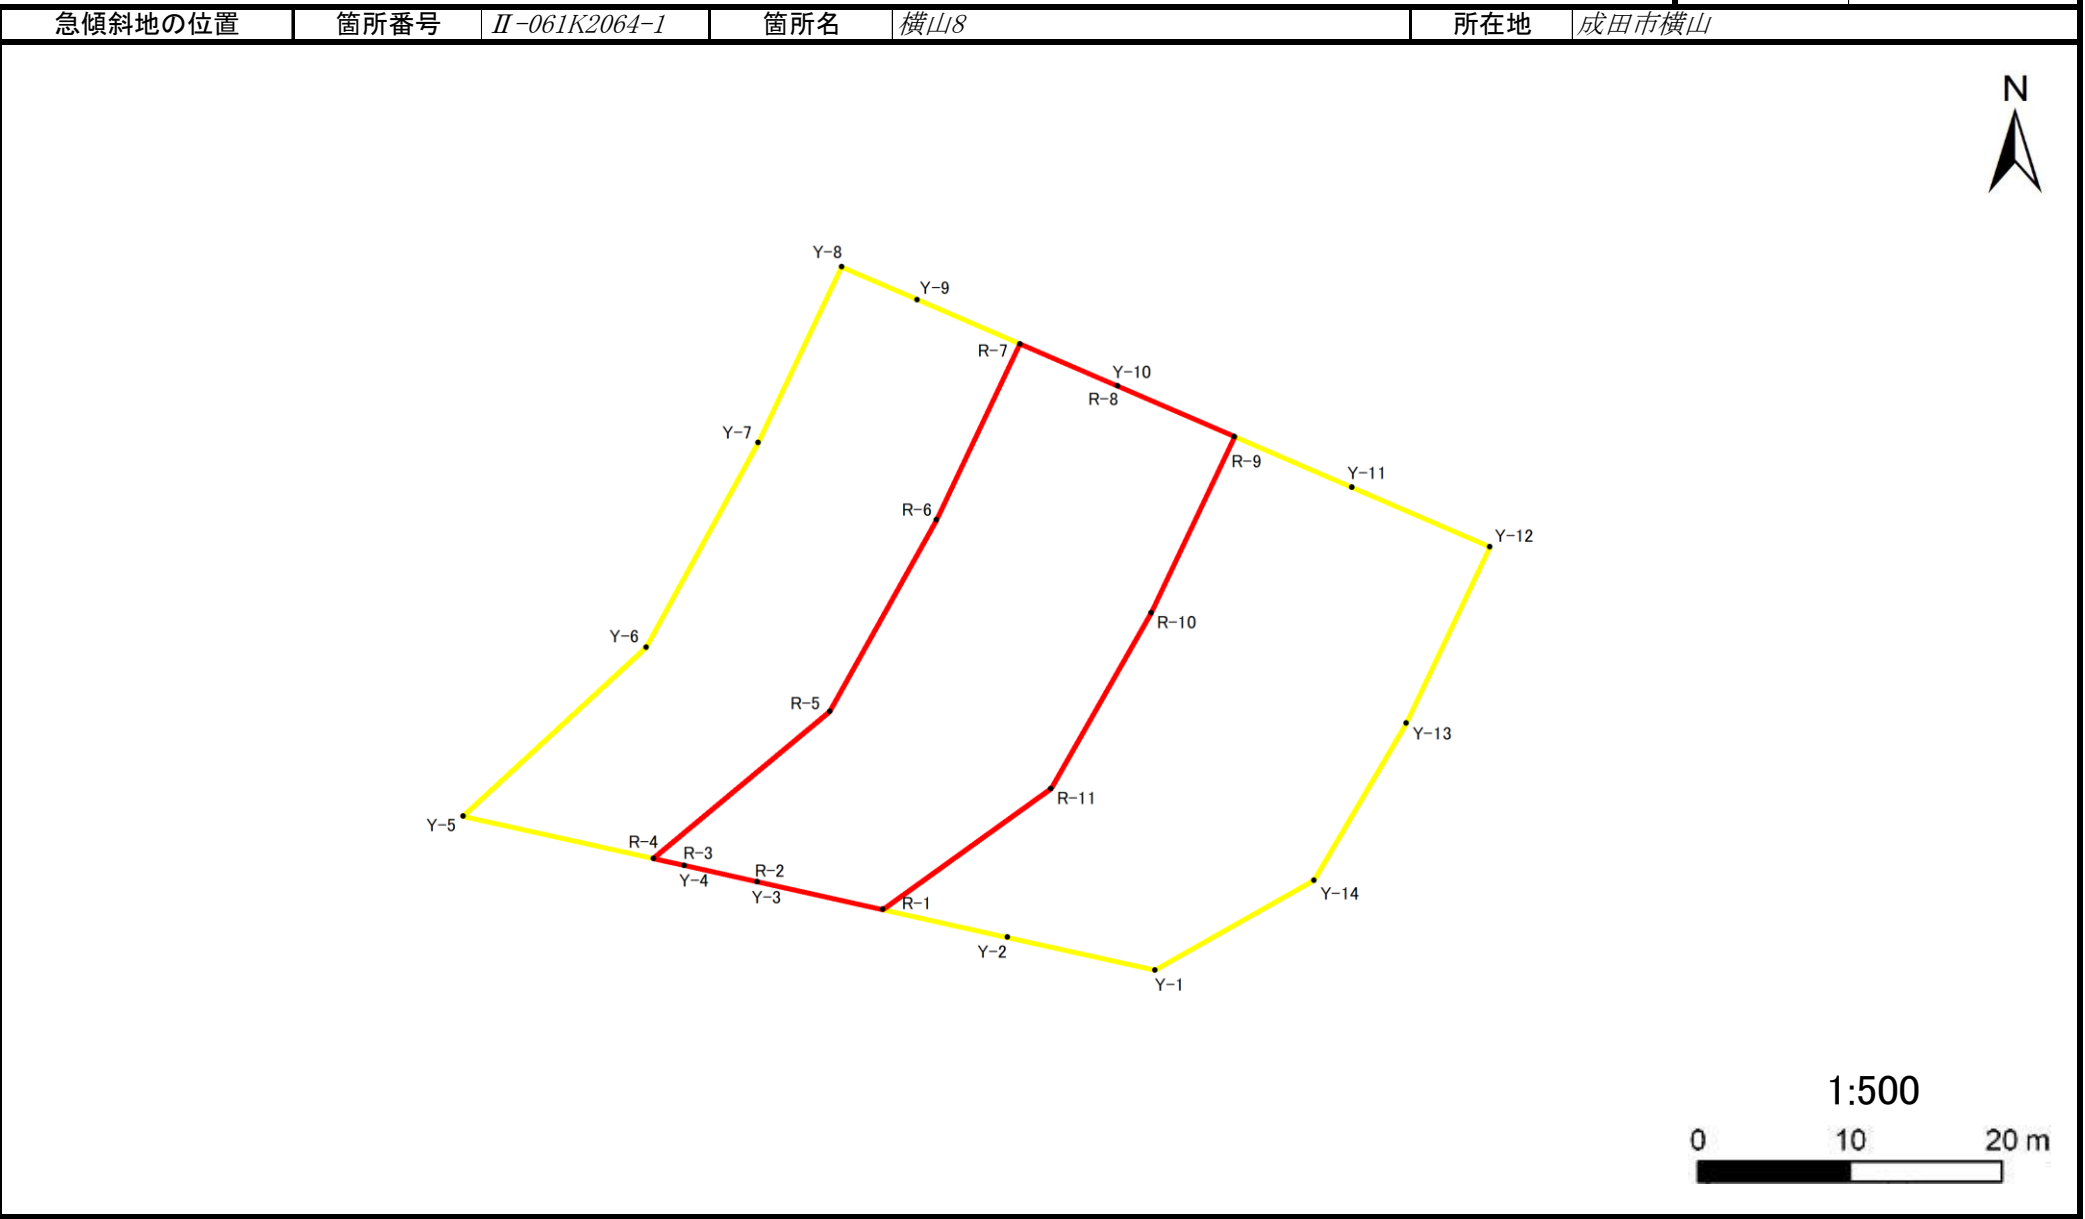 急傾斜地の位置 箇所番号 Ⅱ-061K2064-1 箇所名 横山8 所在地 成田市横山
N
Y-8
Y-9
R-7
Y-10
R-8
Y-7
R-9
Y-11
R-6
Y-12
R-10
Y-6
R-5
Y-13
R-11
Y-5
R-4
R-3
R-2
Y-4
Y-3
R-1
Y-14
Y-2
Y-1
1:500
0 10 20 m